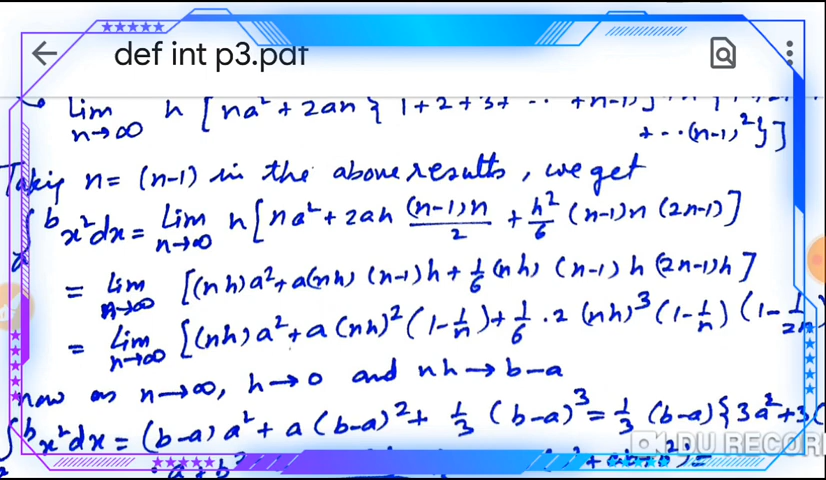 def int p3.pdf
Lim n→∞ h [na² + 2ah { 1+2+3+ ... +n-1}
+ ...(n-1)²}]
Taking n = (n-1) in the above results, we get
∫ᵇ x²dx = Lim n→∞ h [na² + 2ah (n-1)n/2 + h²/6 (n-1)n (2n-1)]
= Lim n→∞ [(nh)a² + a(nh) (n-1)h + 1/6 (nh) (n-1)h (2n-1)h]
= Lim n→∞ [(nh)a² + a(nh)² (1-1/n) + 1/6 . 2 (nh)³ (1-1/n) (1-1/2n)
now as n→∞, h→0 and nh→b-a
∫ᵇ x²dx = (b-a)a² + a(b-a)² + 1/3 (b-a)³ = 1/3 (b-a){3a²+3(
DU RECOR